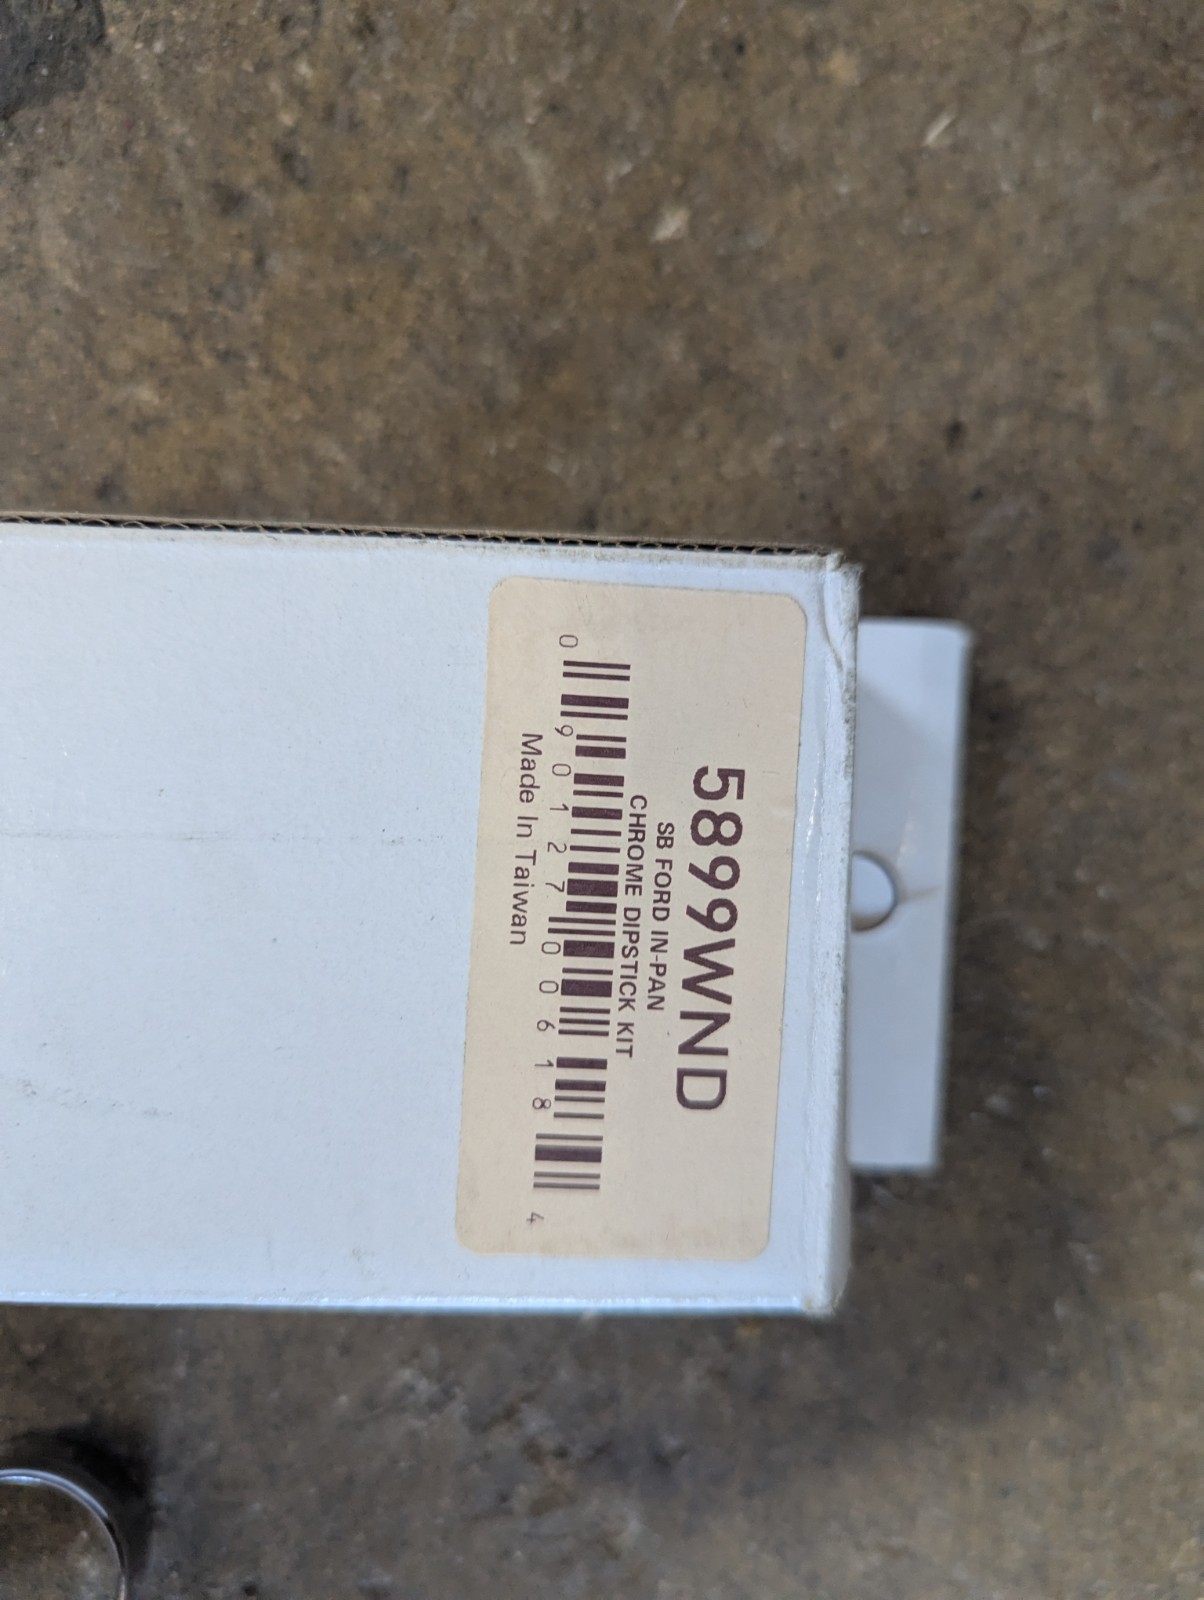 5899WND
SB FORD IN-PAN
CHROME DIPSTICK KIT
0 90127 00618 4
Made In Taiwan